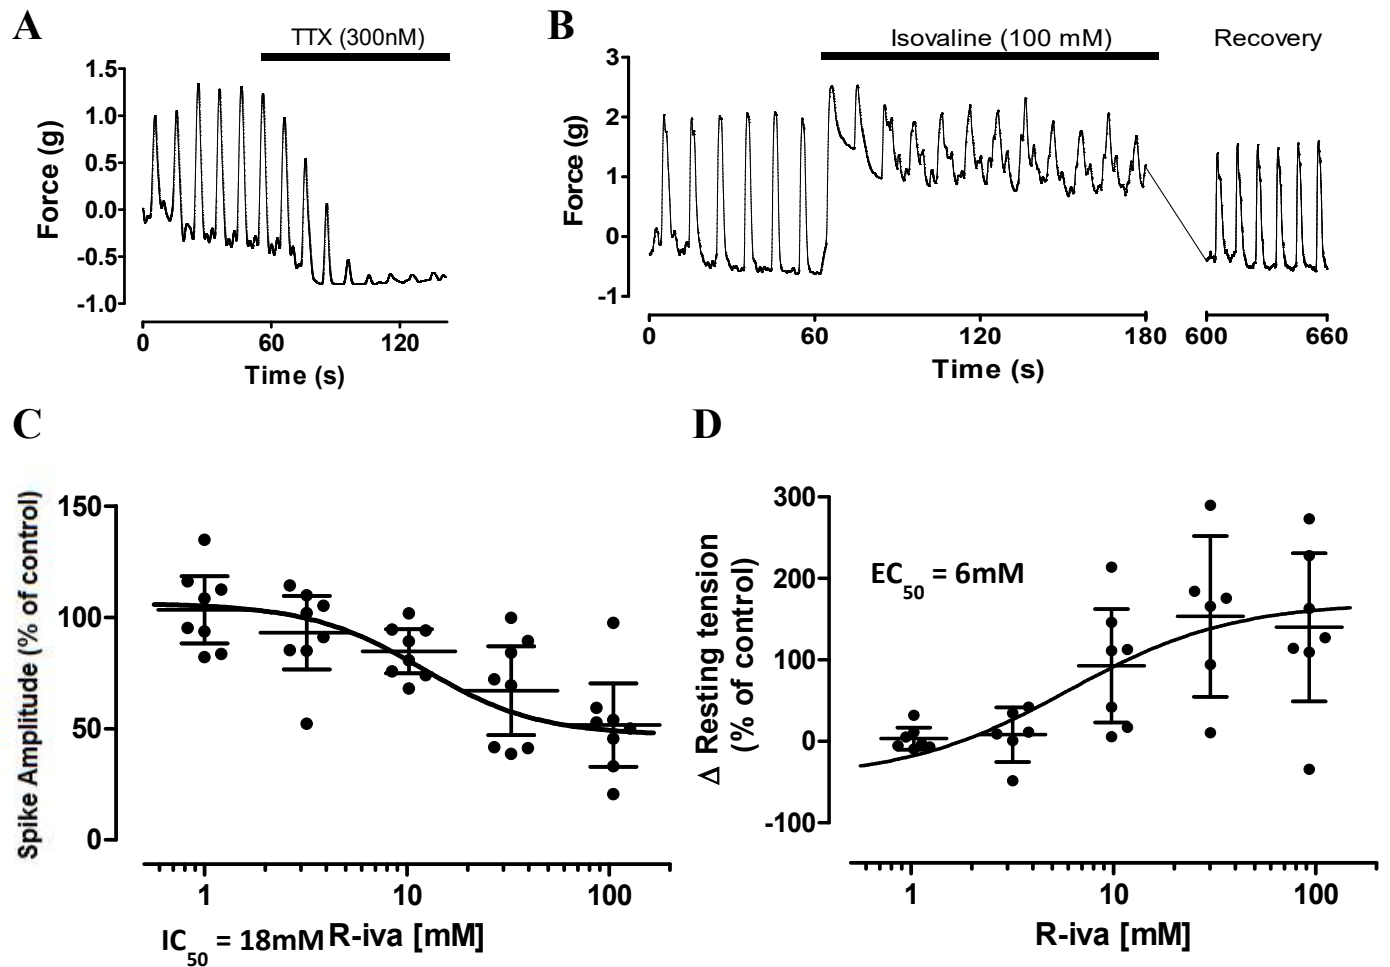 A
TTX (300nM)
Force (g)
1.5
1.0
0.5
0.0
-0.5
-1.0
0 60 120
Time (s)
B
Isovaline (100 mM) Recovery
Force (g)
3
2
1
0
-1
0 60 120 180 600 660
Time (s)
C
Spike Amplitude (% of control)
150
100
50
0
1 10 100
IC50 = 18mM R-iva [mM]
D
Δ Resting tension
(% of control)
300
200
100
0
-100
EC50 = 6mM
1 10 100
R-iva [mM]